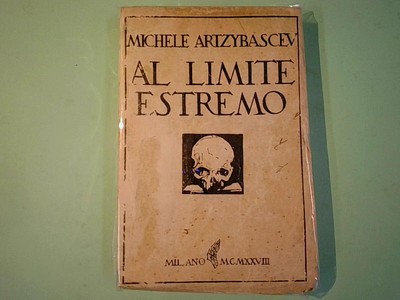 MICHELE ARTZYBASCEV
AL LIMITE
ESTREMO
MILANO MCMXXVIII